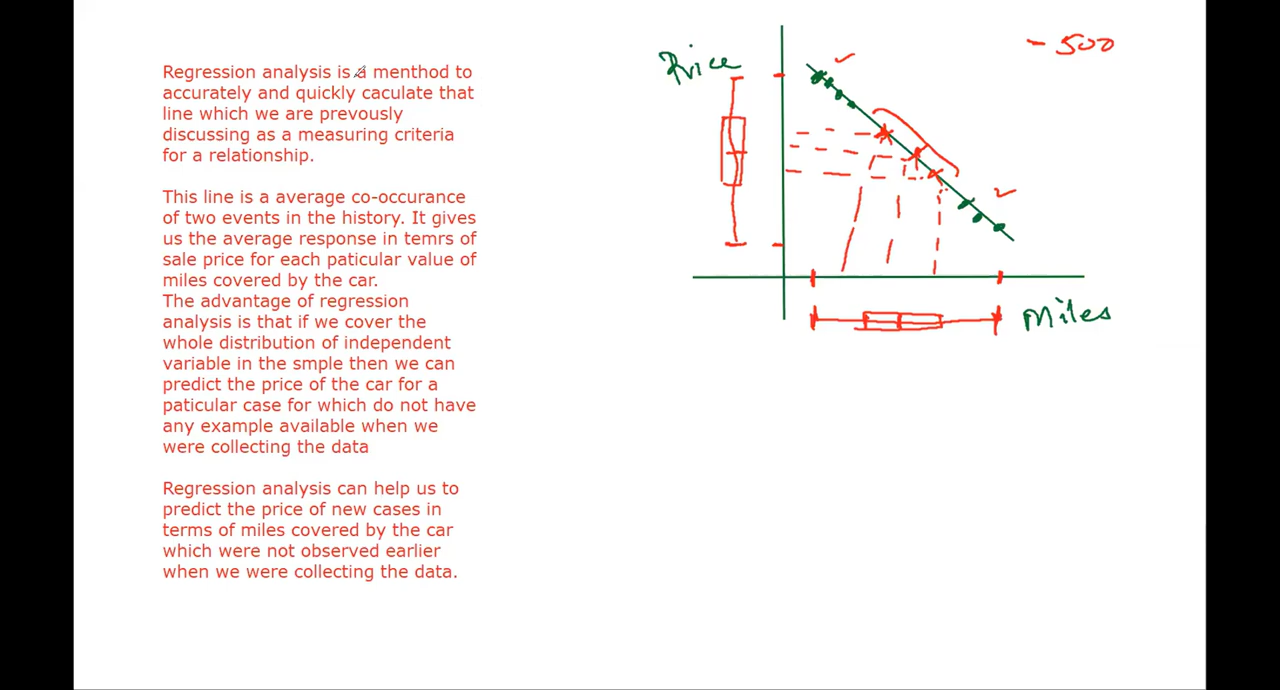 Regression analysis is a menthod to
accurately and quickly caculate that
line which we are prevously
discussing as a measuring criteria
for a relationship.
This line is a average co-occurance
of two events in the history. It gives
us the average response in temrs of
sale price for each paticular value of
miles covered by the car.
The advantage of regression
analysis is that if we cover the
whole distribution of independent
variable in the smple then we can
predict the price of the car for a
paticular case for which do not have
any example available when we
were collecting the data
Regression analysis can help us to
predict the price of new cases in
terms of miles covered by the car
which were not observed earlier
when we were collecting the data.
Price
- 500
Miles